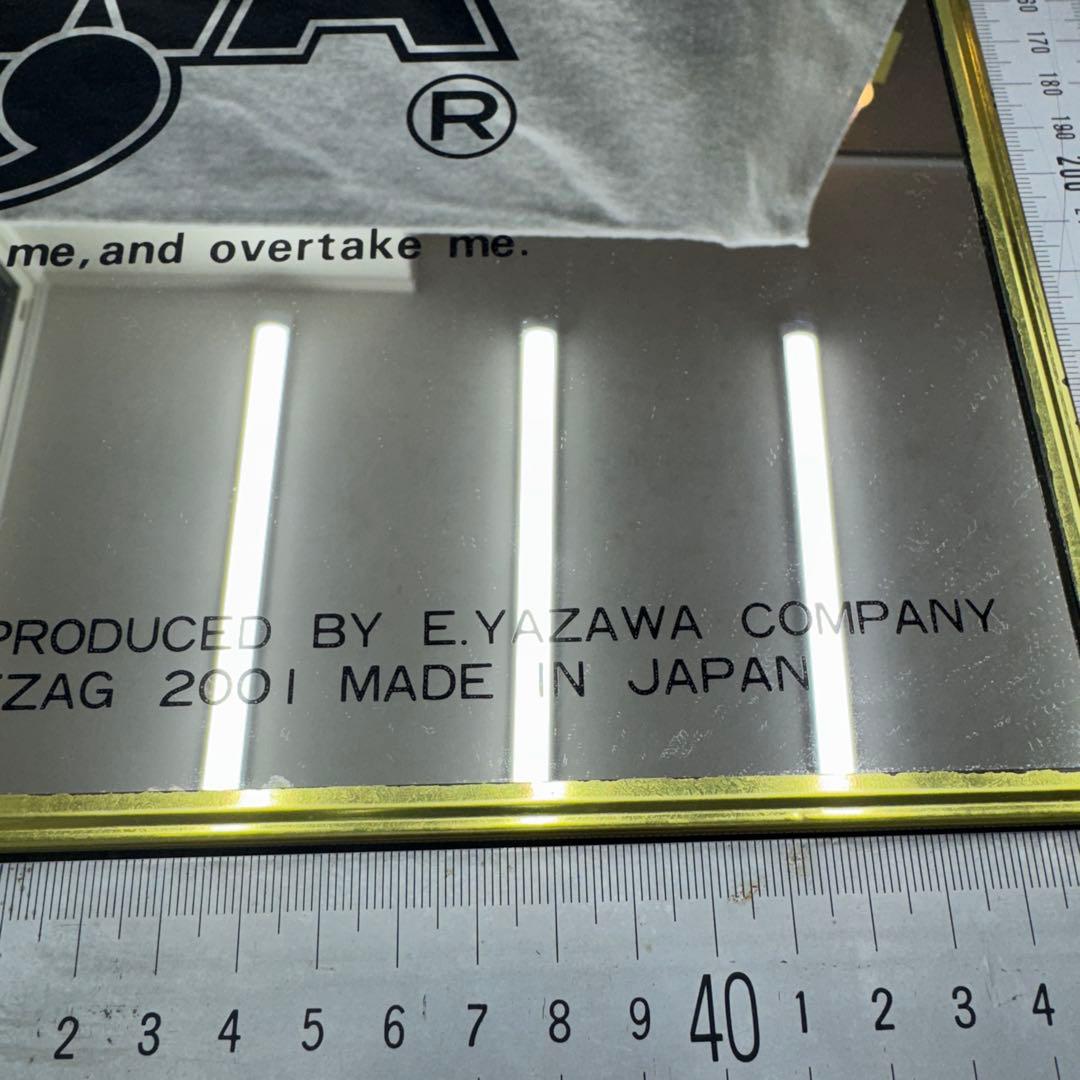 ®
me, and overtake me.
PRODUCED BY E.YAZAWA COMPANY
ZAG 2001 MADE IN JAPAN
2 3 4 5 6 7 8 9 40 1 2 3 4
170
180
190
200